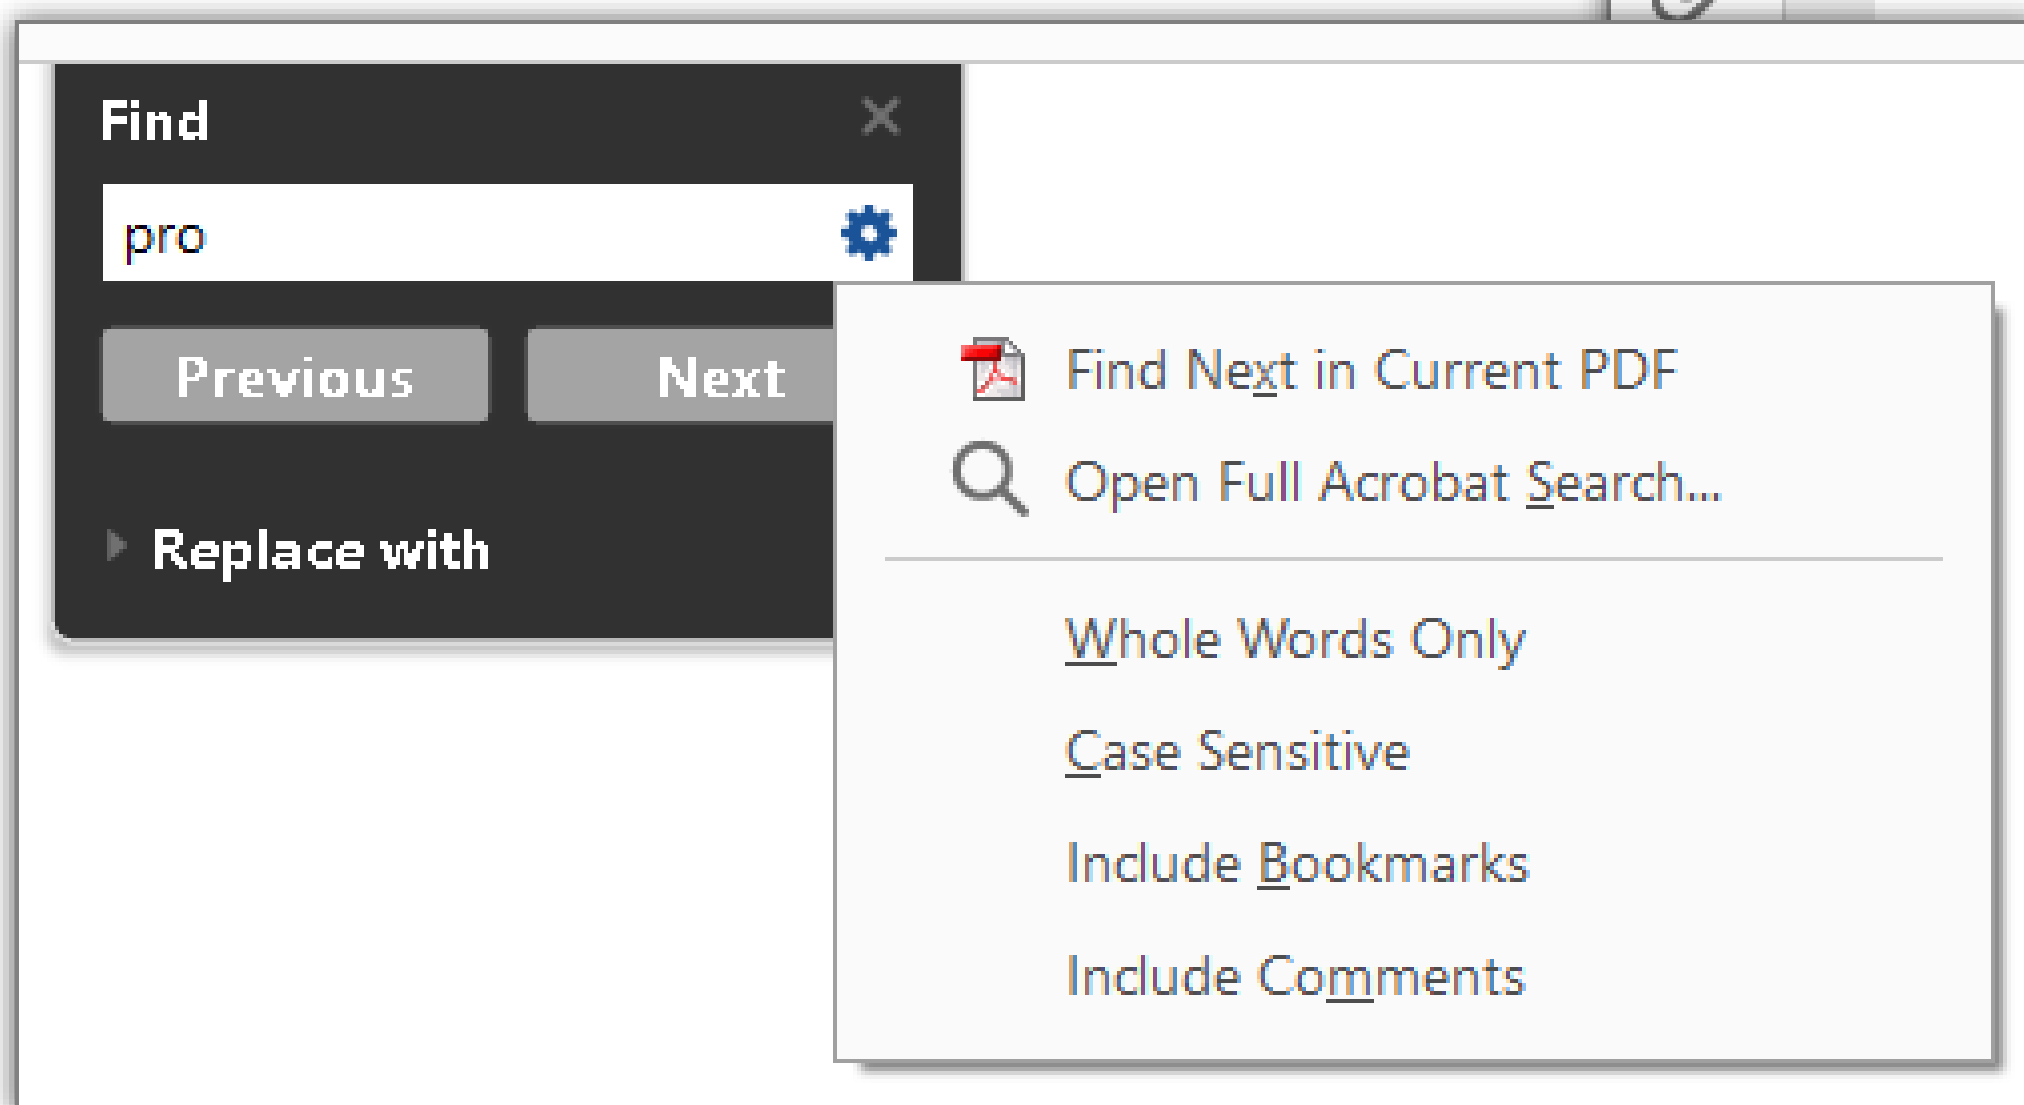 Find
pro
Previous Next
Replace with
Find Next in Current PDF
Open Full Acrobat Search...
Whole Words Only
Case Sensitive
Include Bookmarks
Include Comments